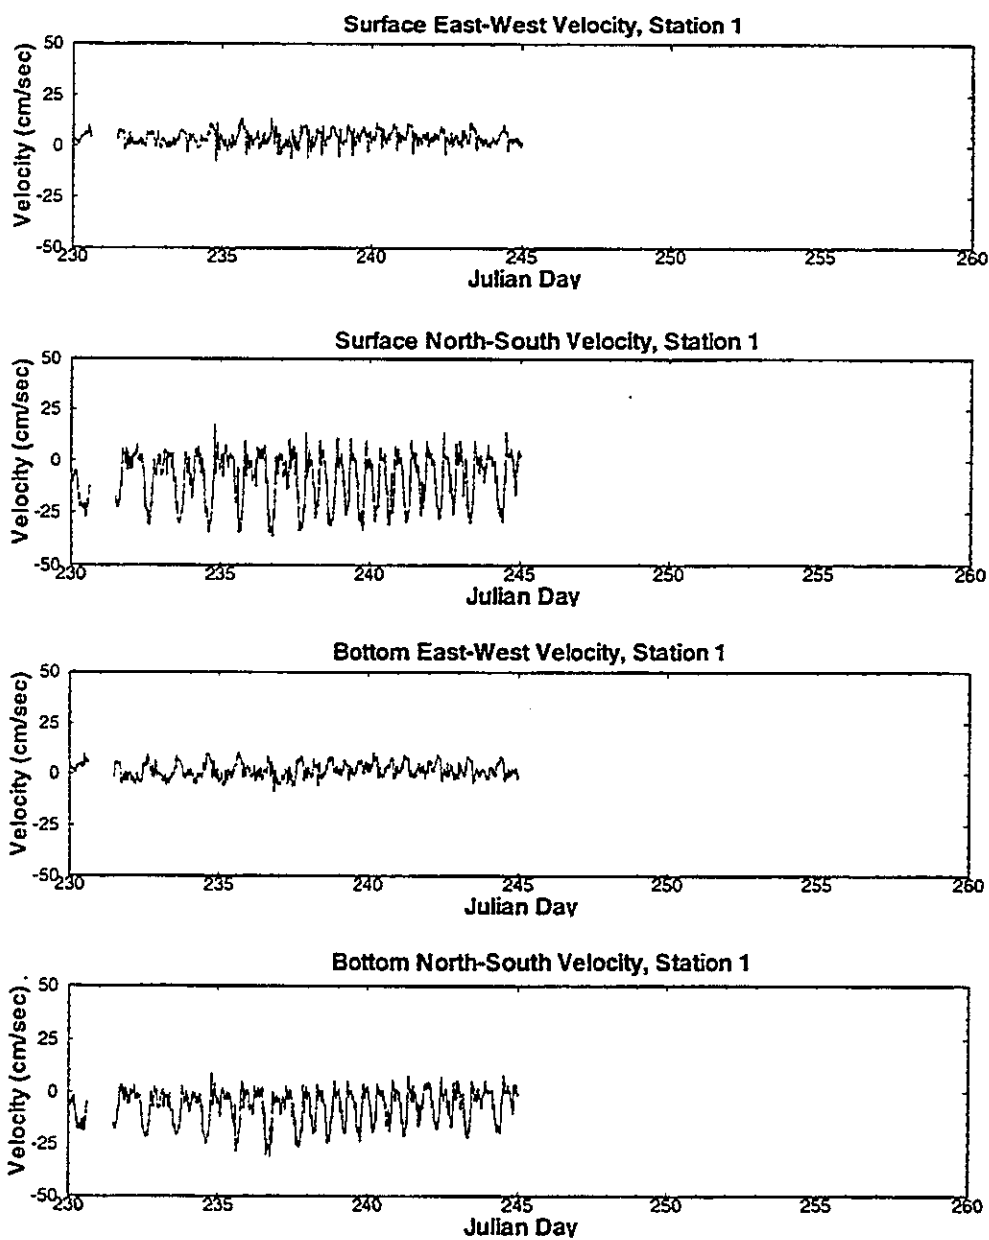 Surface East-West Velocity, Station 1
50
25
0
-25
-50
Velocity (cm/sec)
230 235 240 245 250 255 260
Julian Day
Surface North-South Velocity, Station 1
50
25
0
-25
-50
Velocity (cm/sec)
230 235 240 245 250 255 260
Julian Day
Bottom East-West Velocity, Station 1
50
25
0
-25
-50
Velocity (cm/sec)
230 235 240 245 250 255 260
Julian Day
Bottom North-South Velocity, Station 1
50
25
0
-25
-50
Velocity (cm/sec)
230 235 240 245 250 255 260
Julian Day